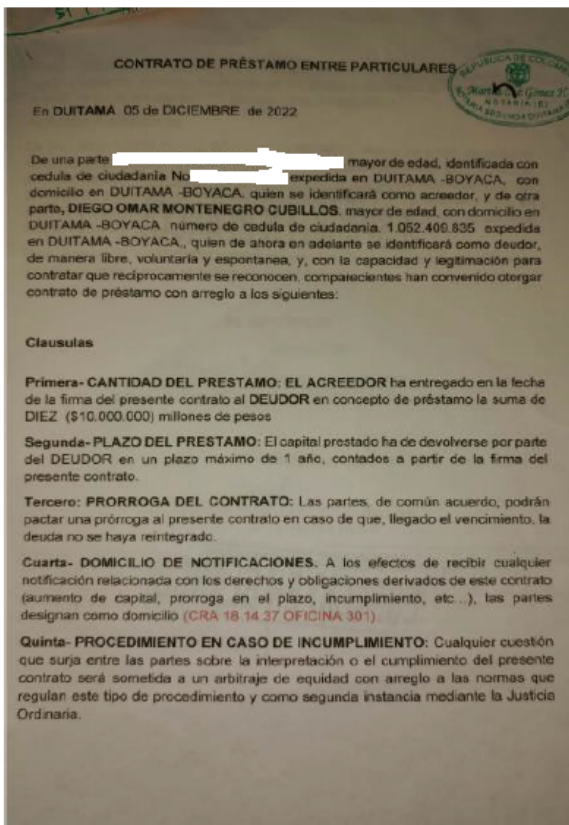 15
CONTRATO DE PRÉSTAMO ENTRE PARTICULARES
REPUBLICA DE COLOMBIA
Gomez
NOTARIA (E)
NOTARIA SEGUNDA DUITAMA
En DUITAMA 05 de DICIEMBRE de 2022
De una parte mayor de edad, identificada con
cedula de ciudadania No expedida en DUITAMA -BOYACA, con
domicilio en DUITAMA -BOYACA, quien se identificará como acreedor, y de otra
parte, DIEGO OMAR MONTENEGRO CUBILLOS, mayor de edad, con domicilio en
DUITAMA -BOYACA número de cedula de ciudadania. 1.052.409.835 expedida
en DUITAMA -BOYACA., quien de ahora en adelante se identificará como deudor,
de manera libre, voluntaria y espontanea, y, con la capacidad y legitimación para
contratar que recíprocamente se reconocen, comparecientes han convenido otorgar
contrato de préstamo con arreglo a los siguientes:
Clausulas
Primera- CANTIDAD DEL PRESTAMO: EL ACREEDOR ha entregado en la fecha
de la firma del presente contrato al DEUDOR en concepto de préstamo la suma de
DIEZ ($10.000.000) millones de pesos
Segunda- PLAZO DEL PRESTAMO: El capital prestado ha de devolverse por parte
del DEUDOR en un plazo máximo de 1 año, contados a partir de la firma del
presente contrato.
Tercero: PRORROGA DEL CONTRATO: Las partes, de común acuerdo, podrán
pactar una prórroga al presente contrato en caso de que, llegado el vencimiento, la
deuda no se haya reintegrado.
Cuarta- DOMICILIO DE NOTIFICACIONES. A los efectos de recibir cualquier
notificación relacionada con los derechos y obligaciones derivados de este contrato
(aumento de capital, prorroga en el plazo, incumplimiento, etc...), las partes
designan como domicilio (CRA 18 14 37 OFICINA 301).
Quinta- PROCEDIMIENTO EN CASO DE INCUMPLIMIENTO: Cualquier cuestión
que surja entre las partes sobre la interpretación o el cumplimiento del presente
contrato será sometida a un arbitraje de equidad con arreglo a las normas que
regulan este tipo de procedimiento y como segunda instancia mediante la Justicia
Ordinaria.